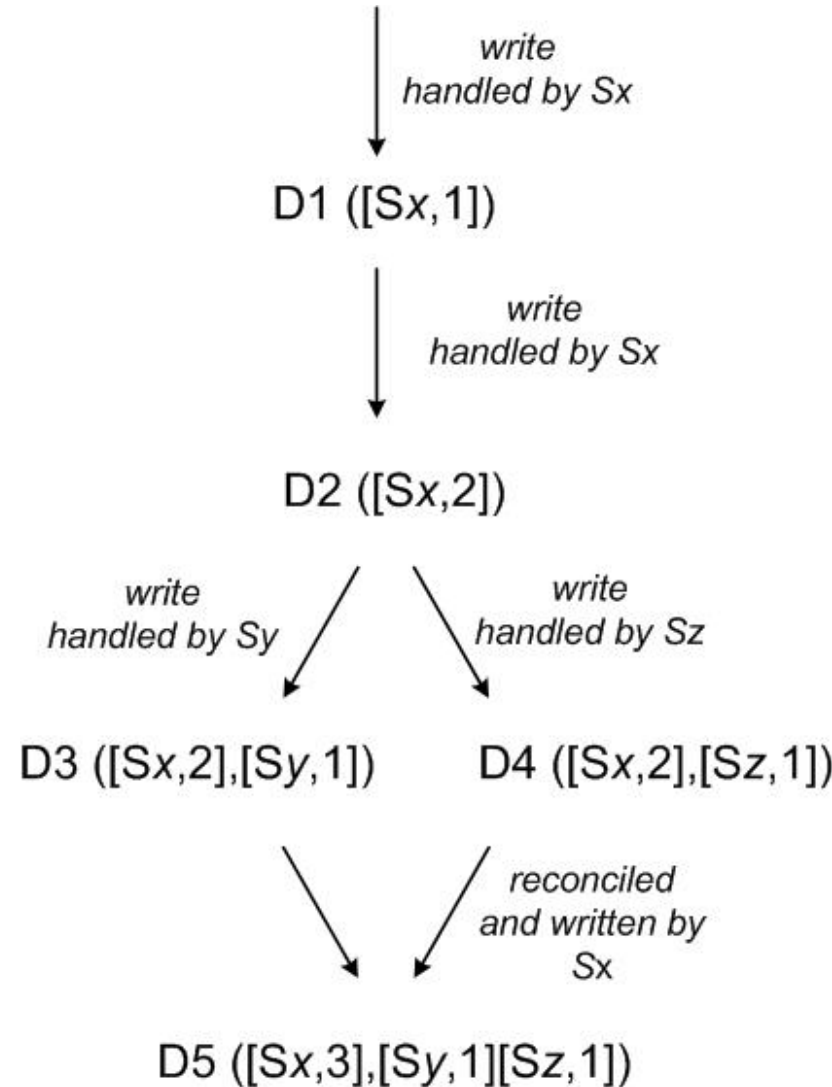 write
handled by Sx
D1 ([Sx,1])
write
handled by Sx
D2 ([Sx,2])
write
handled by Sy
write
handled by Sz
D3 ([Sx,2],[Sy,1])
D4 ([Sx,2],[Sz,1])
reconciled
and written by
Sx
D5 ([Sx,3],[Sy,1][Sz,1])